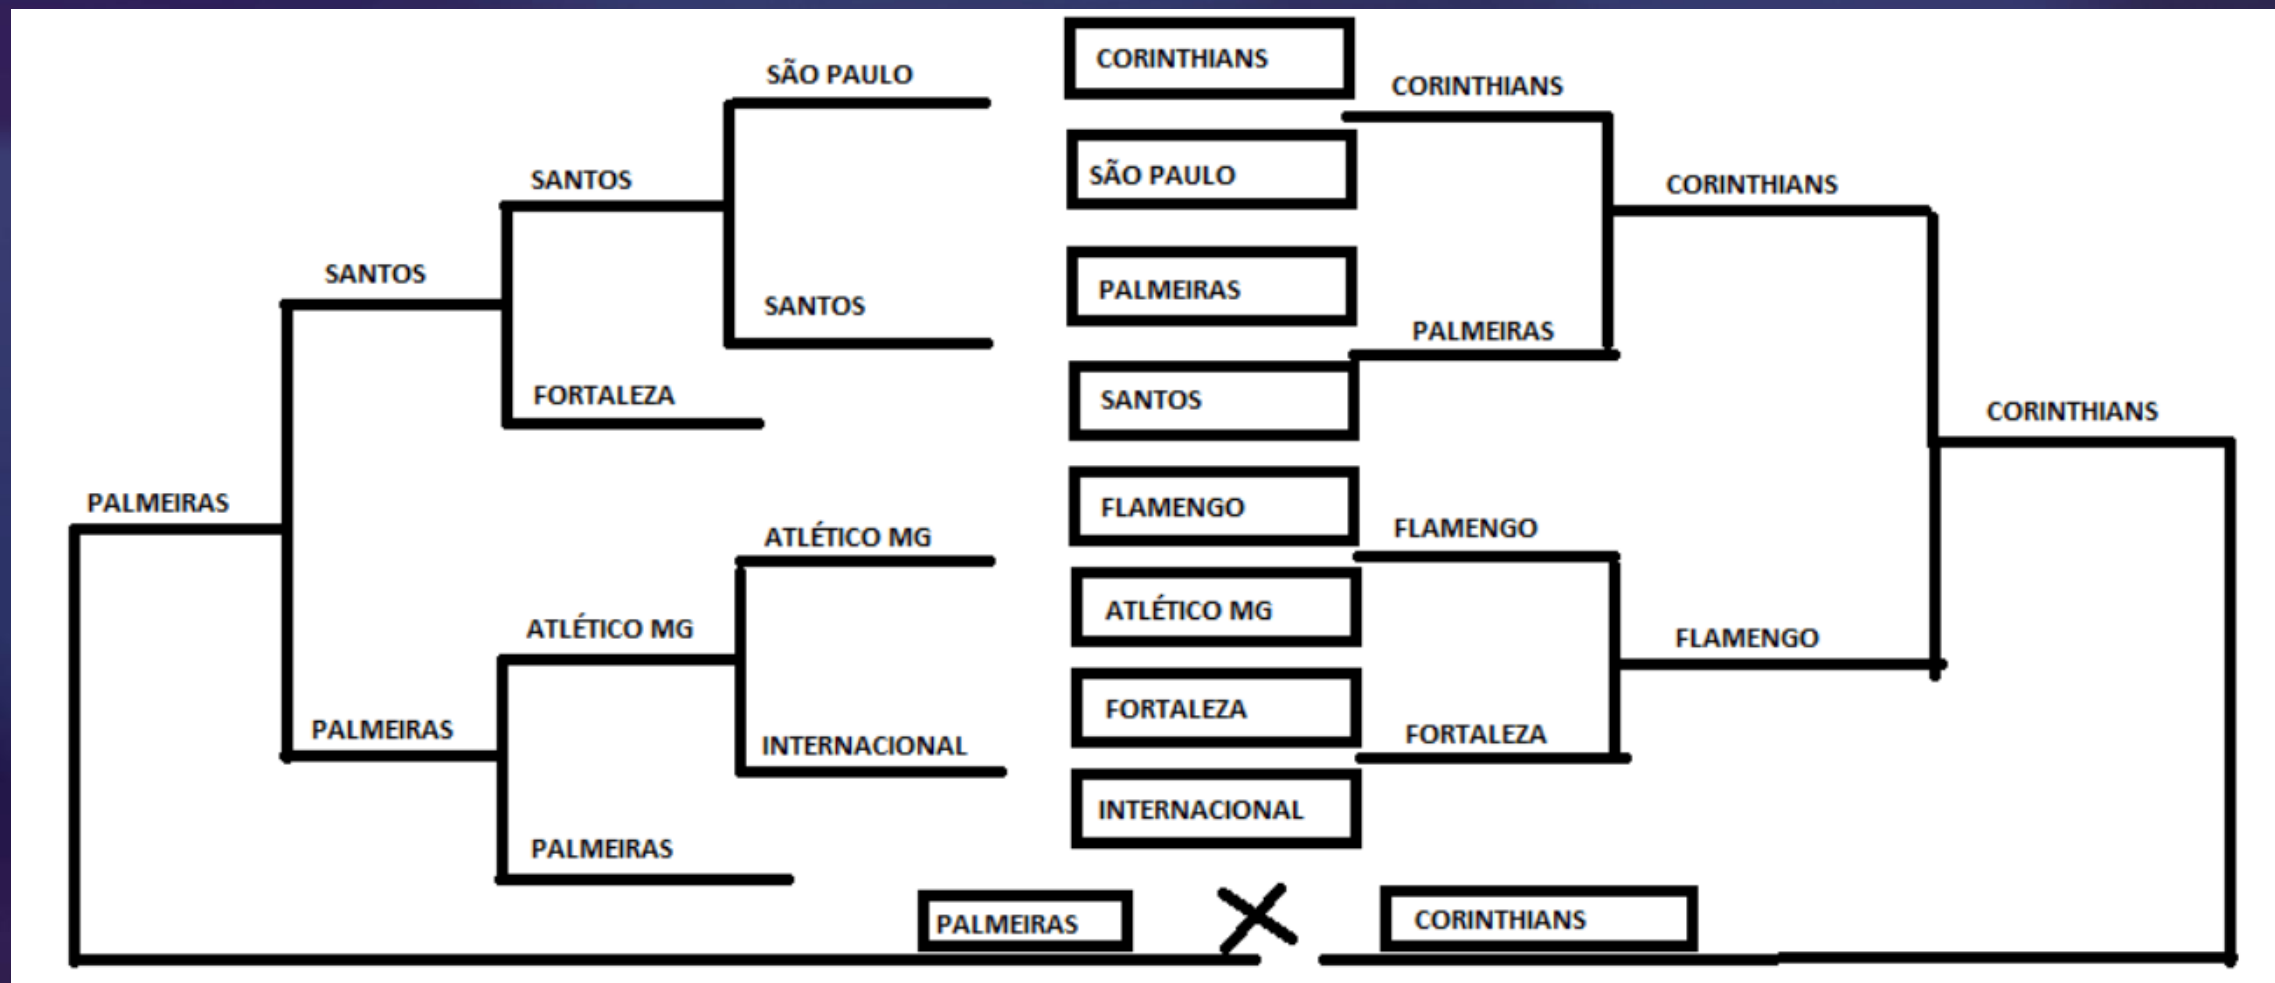 SÃO PAULO
SANTOS
SANTOS
SANTOS
FORTALEZA
PALMEIRAS
ATLÉTICO MG
ATLÉTICO MG
PALMEIRAS
INTERNACIONAL
PALMEIRAS
CORINTHIANS
SÃO PAULO
PALMEIRAS
SANTOS
FLAMENGO
ATLÉTICO MG
FORTALEZA
INTERNACIONAL
CORINTHIANS
CORINTHIANS
PALMEIRAS
CORINTHIANS
FLAMENGO
FLAMENGO
FORTALEZA
PALMEIRAS X CORINTHIANS